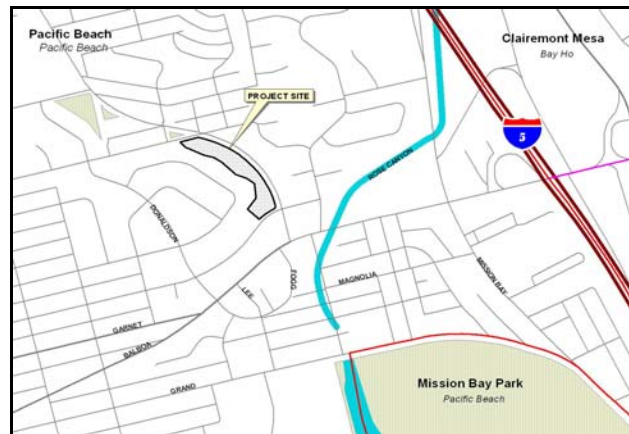 Pacific Beach
Pacific Beach
Clairemont Mesa
Bay Ho
PROJECT SITE
5
ROSE CANYON
DONALDSON
FOGG
MAGNOLIA
MISSION BAY
LEE
GARNET
BALBOA
GRAND
Mission Bay Park
Pacific Beach